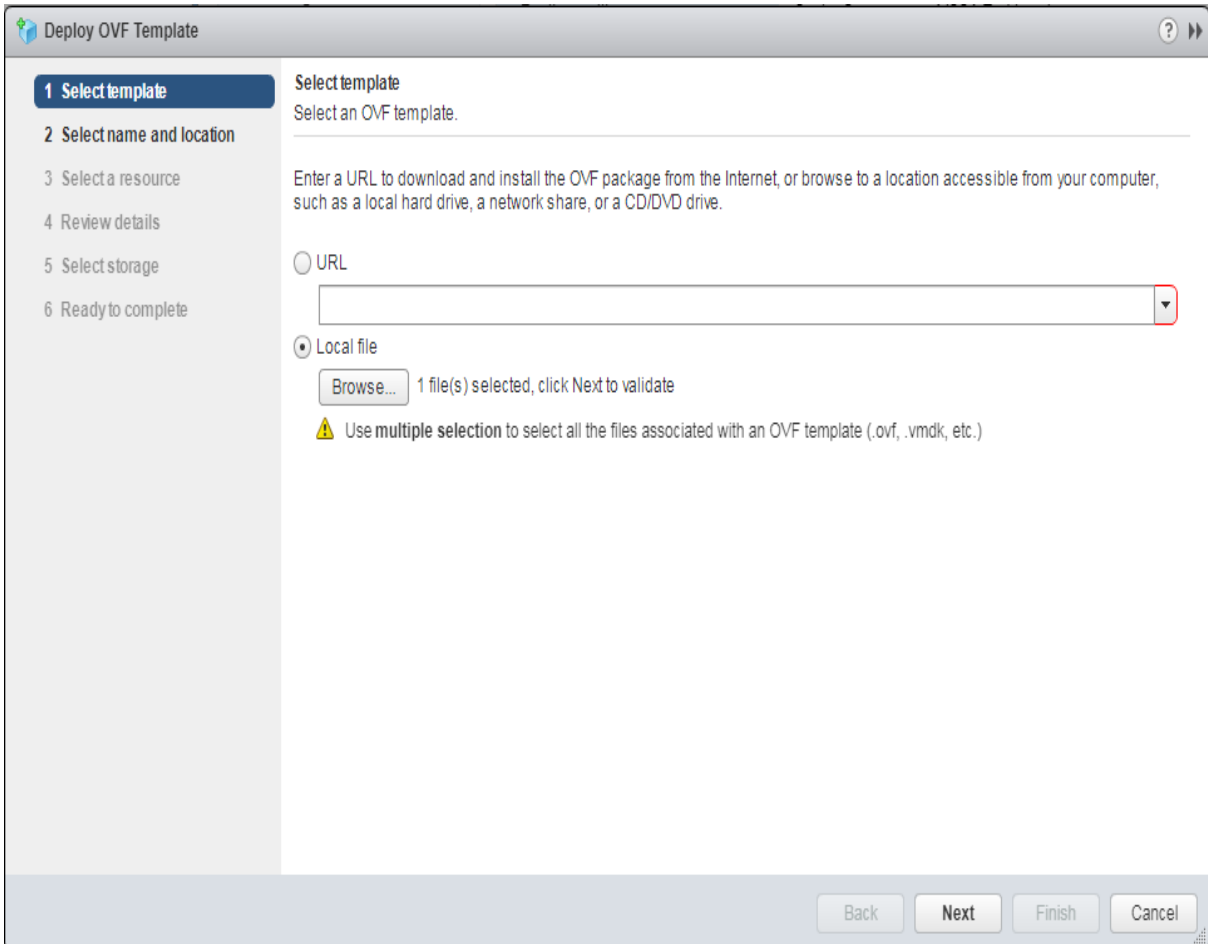 Deploy OVF Template
?
1 Select template
2 Select name and location
3 Select a resource
4 Review details
5 Select storage
6 Ready to complete
Select template
Select an OVF template.
Enter a URL to download and install the OVF package from the Internet, or browse to a location accessible from your computer,
such as a local hard drive, a network share, or a CD/DVD drive.
URL
Local file
Browse... 1 file(s) selected, click Next to validate
Use multiple selection to select all the files associated with an OVF template (.ovf, .vmdk, etc.)
Back Next Finish Cancel